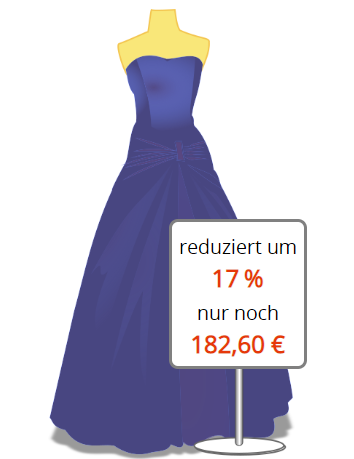 reduziert um
17 %
nur noch
182,60 €